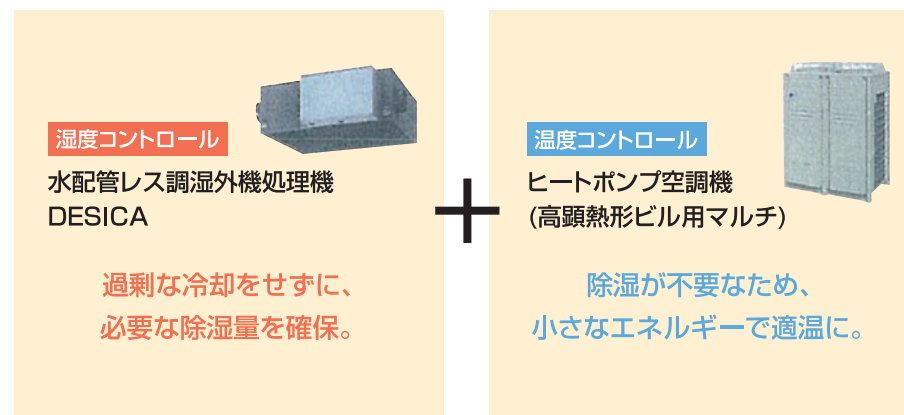 湿度コントロール
水配管レス調湿外機処理機
DESICA
過剰な冷却をせずに、
必要な除湿量を確保。
+
温度コントロール
ヒートポンプ空調機
(高顕熱形ビル用マルチ)
除湿が不要なため、
小さなエネルギーで適温に。